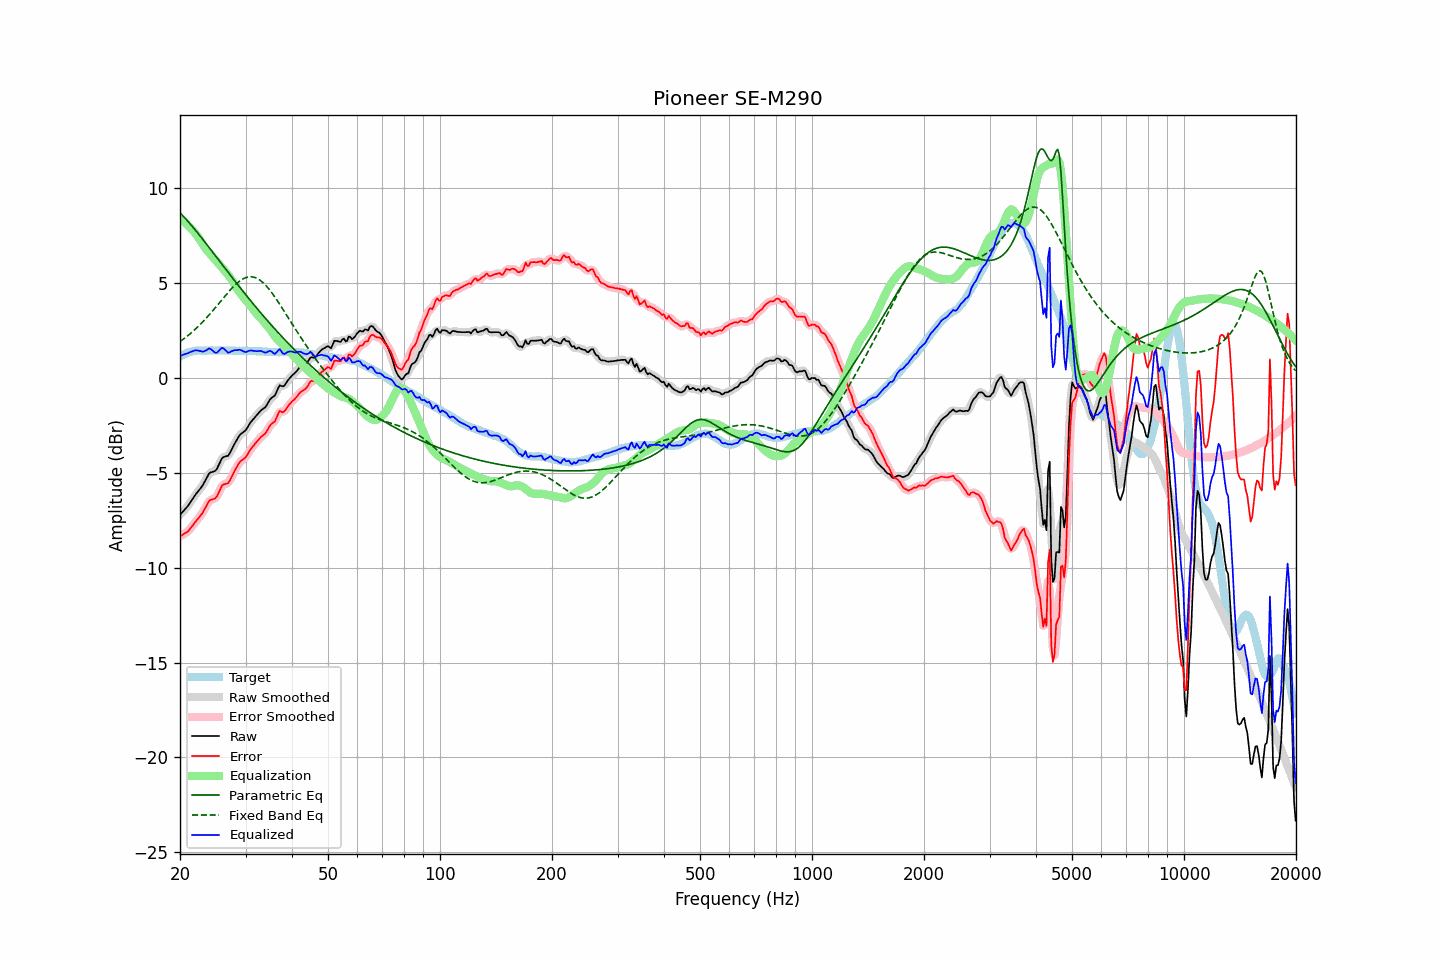 Pioneer SE-M290
Amplitude (dBr)
10
5
0
−5
−10
−15
−20
−25
Target
Raw Smoothed
Error Smoothed
Raw
Error
Equalization
Parametric Eq
Fixed Band Eq
Equalized
20 50 100 200 500 1000 2000 5000 10000 20000
Frequency (Hz)